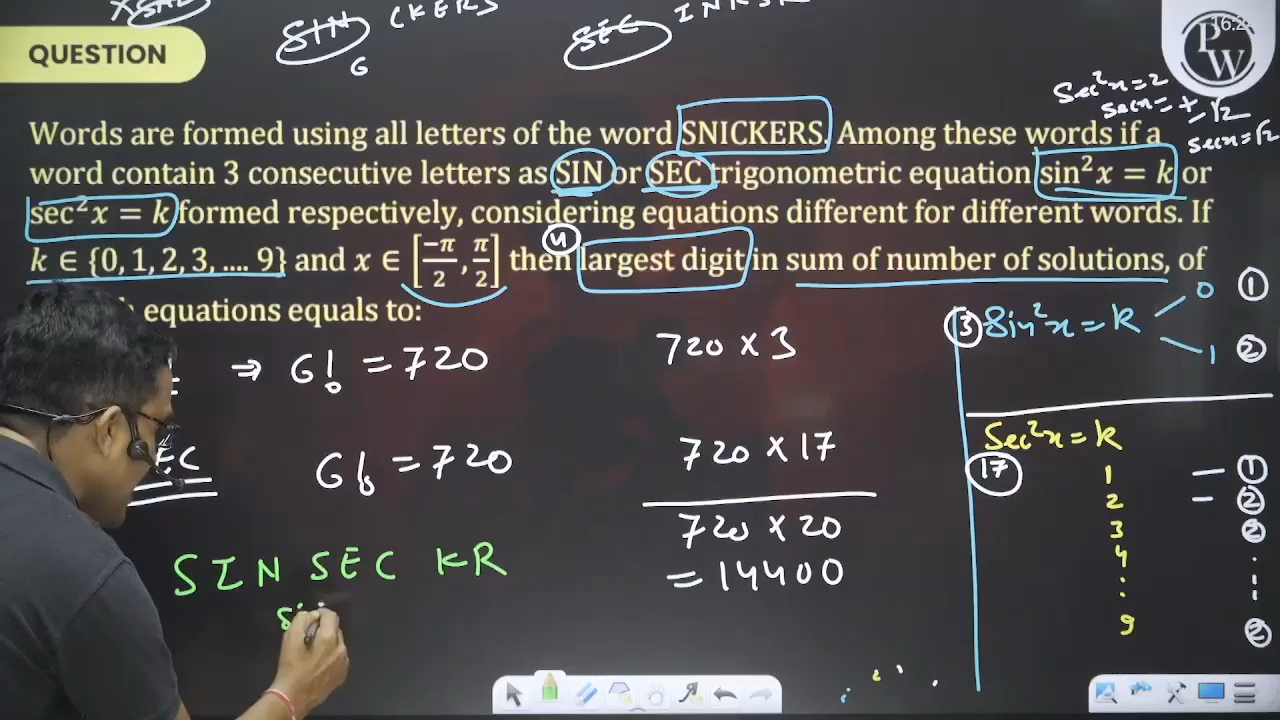 SIN CKERS
6
SEC
16:2
PW
QUESTION
Sec²x = 2
secx = ± √2
secx = √2
Words are formed using all letters of the word SNICKERS. Among these words if a
word contain 3 consecutive letters as SIN or SEC trigonometric equation sin²x = k or
sec²x = k formed respectively, considering equations different for different words. If
k ∈ {0, 1, 2, 3, .... 9} and x ∈ [-π/2, π/2] then largest digit in sum of number of solutions, of
equations equals to:
⇒ 6! = 720
720 × 3
3 Sin²x = k
0 1
1 2
EC 6! = 720
720 × 17
Sec²x = k
17
1 - 1
2 - 2
3 2
4
9 2
720 × 20
= 14400
SIN SEC KR